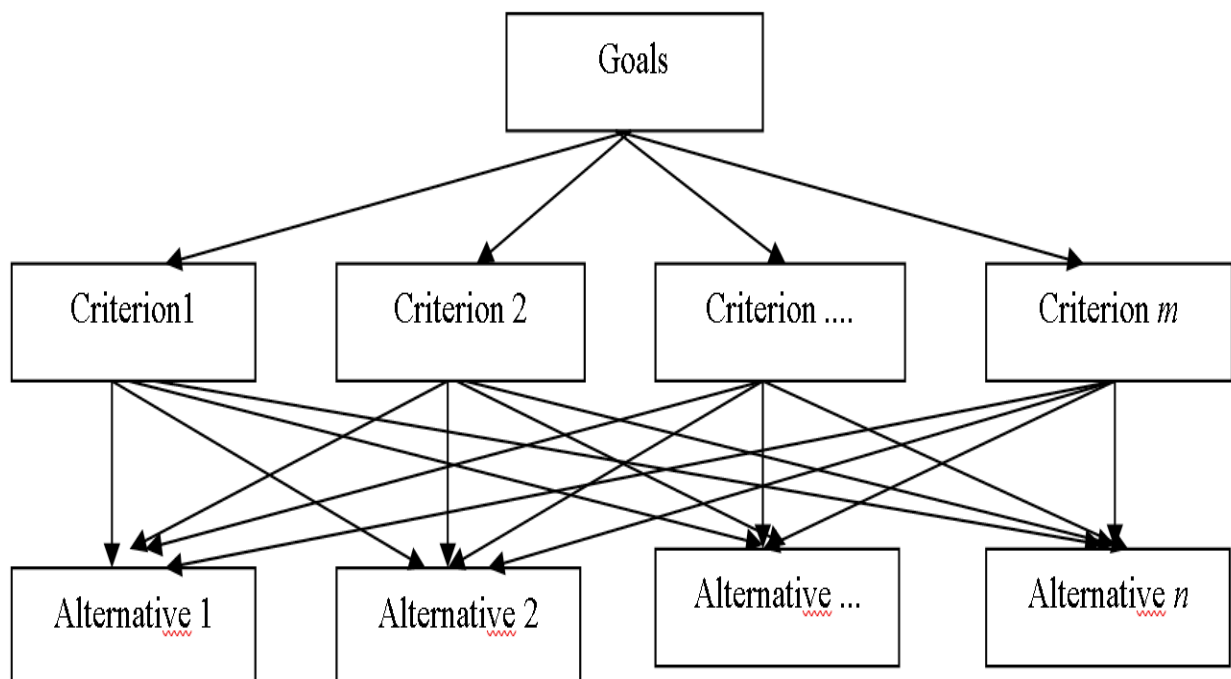 Goals
Criterion1
Criterion 2
Criterion ....
Criterion m
Alternative 1
Alternative 2
Alternative ...
Alternative n